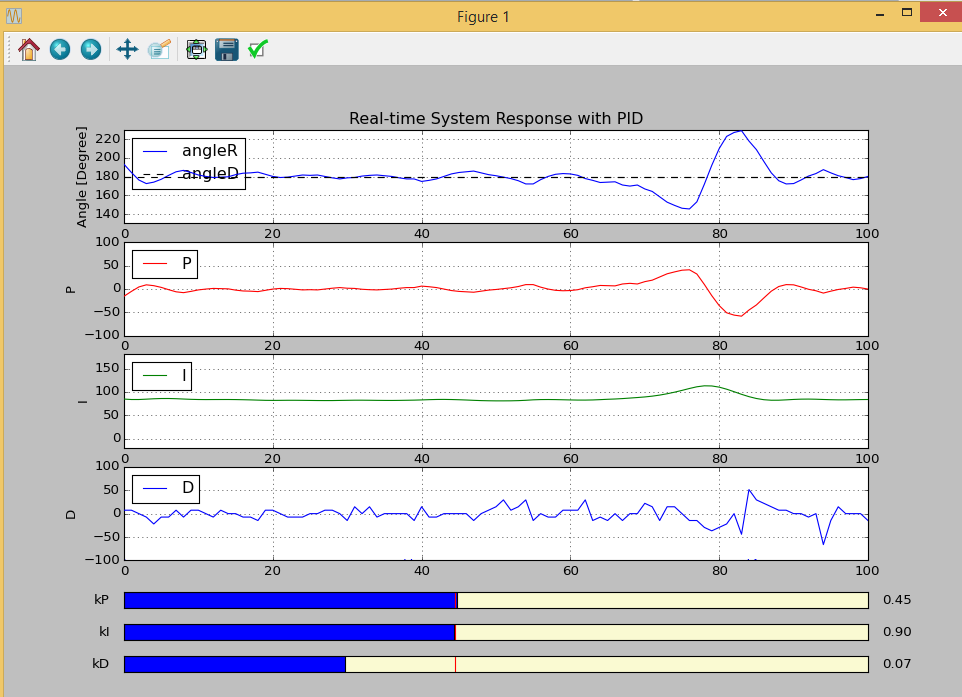 Figure 1
Real-time System Response with PID
Angle [Degree]
220
200
180
160
140
angleR
angleD
0 20 40 60 80 100
P
100
50
0
−50
−100
P
0 20 40 60 80 100
I
150
100
50
0
I
0 20 40 60 80 100
D
100
50
0
−50
−100
D
0 20 40 60 80 100
kP 0.45
kI 0.90
kD 0.07